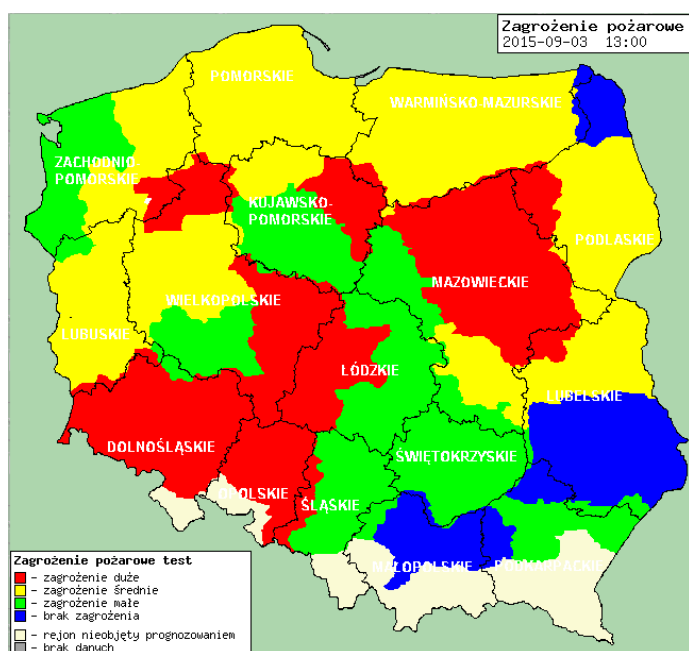 Zagrożenie pożarowe
2015-09-03 13:00
POMORSKIE
WARMIŃSKO-MAZURSKIE
ZACHODNIO-
POMORSKIE
KUJAWSKO-
POMORSKIE
PODLASKIE
MAZOWIECKIE
WIELKOPOLSKIE
LUBUSKIE
ŁÓDZKIE
LUBELSKIE
DOLNOŚLĄSKIE
ŚWIĘTOKRZYSKIE
OPOLSKIE
ŚLĄSKIE
MAŁOPOLSKIE
PODKARPACKIE
Zagrożenie pożarowe test
– zagrożenie duże
– zagrożenie średnie
– zagrożenie małe
– brak zagrożenia
– rejon nieobjęty prognozowaniem
– brak danych